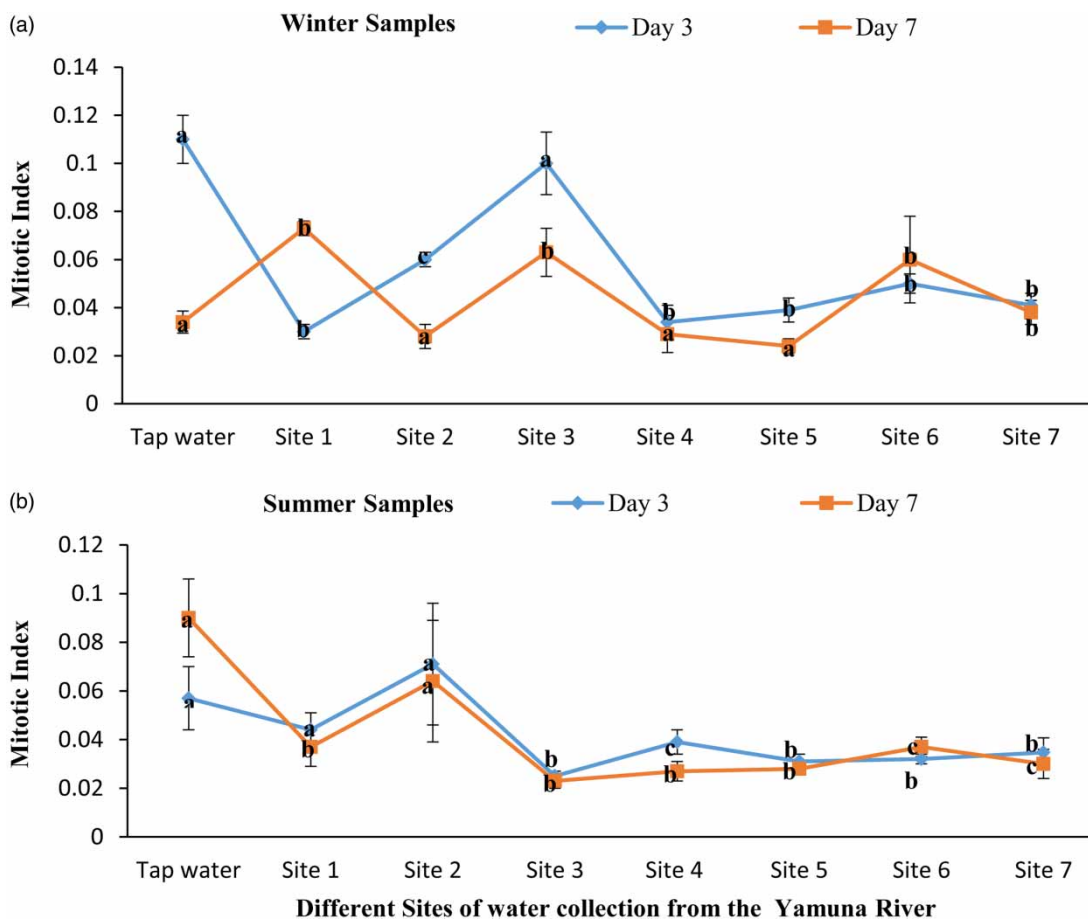 (a)
Winter Samples
Day 3
Day 7
Mitotic Index
0.14
0.12
0.1
0.08
0.06
0.04
0.02
0
a b c a b b b b
a b a b a a b b
Tap water Site 1 Site 2 Site 3 Site 4 Site 5 Site 6 Site 7
(b)
Summer Samples
Day 3
Day 7
Mitotic Index
0.12
0.1
0.08
0.06
0.04
0.02
0
a a a b c b b b
a b a b b b c c
Tap water Site 1 Site 2 Site 3 Site 4 Site 5 Site 6 Site 7
Different Sites of water collection from the Yamuna River